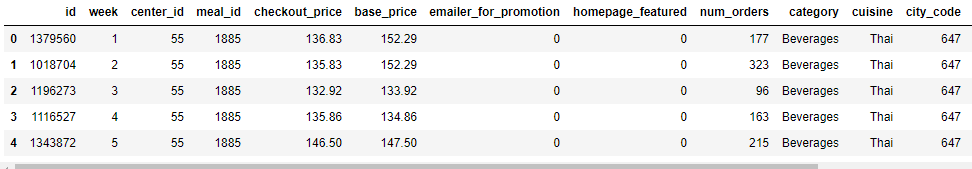 id week center_id meal_id checkout_price base_price emailer_for_promotion homepage_featured num_orders category cuisine city_code
0 1379560 1 55 1885 136.83 152.29 0 0 177 Beverages Thai 647
1 1018704 2 55 1885 135.83 152.29 0 0 323 Beverages Thai 647
2 1196273 3 55 1885 132.92 133.92 0 0 96 Beverages Thai 647
3 1116527 4 55 1885 135.86 134.86 0 0 163 Beverages Thai 647
4 1343872 5 55 1885 146.50 147.50 0 0 215 Beverages Thai 647